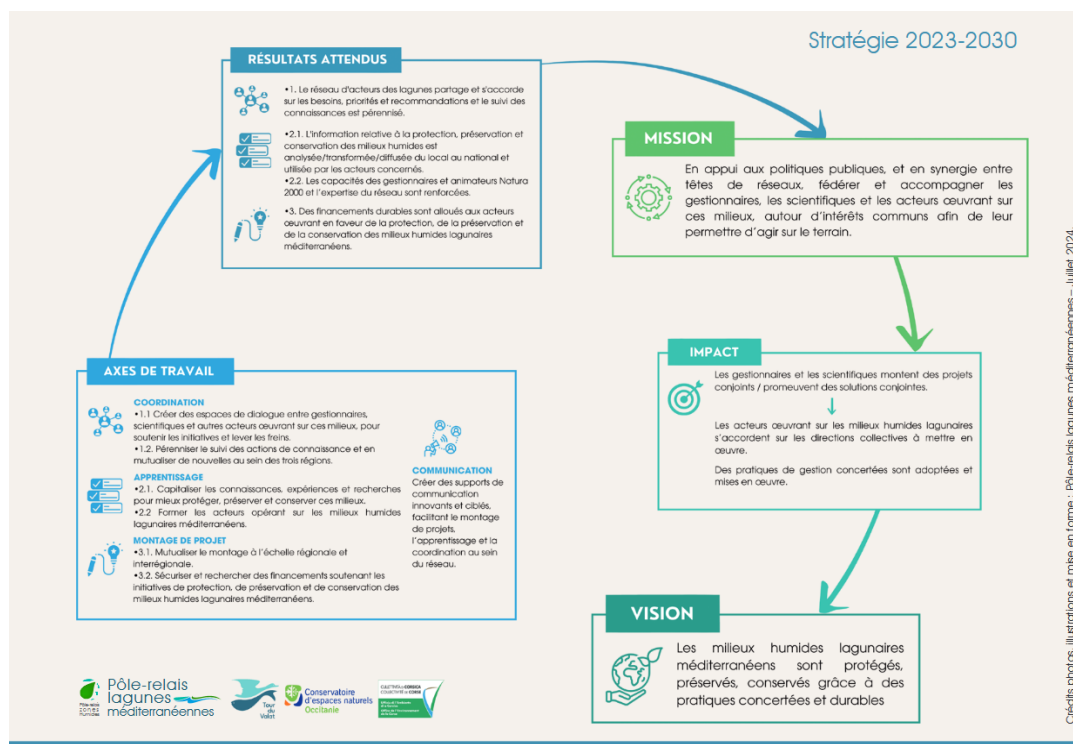 Stratégie 2023-2030
RÉSULTATS ATTENDUS
•1. Le réseau d'acteurs des lagunes partage et s'accorde
sur les besoins, priorités et recommandations et le suivi des
connaissances est pérennisé.
•2.1. L'information relative à la protection, préservation et
conservation des milieux humides est
analysée/transformée/diffusée du local au national et
utilisée par les acteurs concernés.
•2.2. Les capacités des gestionnaires et animateurs Natura
2000 et l'expertise du réseau sont renforcées.
•3. Des financements durables sont alloués aux acteurs
œuvrant en faveur de la protection, de la préservation et
de la conservation des milieux humides lagunaires
méditerranéens.
MISSION
En appui aux politiques publiques, et en synergie entre
têtes de réseaux, fédérer et accompagner les
gestionnaires, les scientifiques et les acteurs œuvrant sur
ces milieux, autour d'intérêts communs afin de leur
permettre d'agir sur le terrain.
AXES DE TRAVAIL
COORDINATION
•1.1 Créer des espaces de dialogue entre gestionnaires,
scientifiques et autres acteurs œuvrant sur ces milieux, pour
soutenir les initiatives et lever les freins.
•1.2. Pérenniser le suivi des actions de connaissance et en
mutualiser de nouvelles au sein des trois régions.
APPRENTISSAGE
•2.1. Capitaliser les connaissances, expériences et recherches
pour mieux protéger, préserver et conserver ces milieux.
•2.2 Former les acteurs opérant sur les milieux humides
lagunaires méditerranéens.
MONTAGE DE PROJET
•3.1. Mutualiser le montage à l'échelle régionale et
interrégionale.
•3.2. Sécuriser et rechercher des financements soutenant les
initiatives de protection, de préservation et de conservation des
milieux humides lagunaires méditerranéens.
COMMUNICATION
Créer des supports de
communication
innovants et ciblés,
facilitant le montage
de projets,
l'apprentissage et la
coordination au sein
du réseau.
IMPACT
Les gestionnaires et les scientifiques montent des projets
conjoints / promeuvent des solutions conjointes.
Les acteurs œuvrant sur les milieux humides lagunaires
s'accordent sur les directions collectives à mettre en
œuvre.
Des pratiques de gestion concertées sont adoptées et
mises en œuvre.
VISION
Les milieux humides lagunaires
méditerranéens sont protégés,
préservés, conservés grâce à des
pratiques concertées et durables
Pôle-relais
zones
humides
Pôle-relais
lagunes
méditerranéennes
Tour
du
Valat
Conservatoire
d'espaces naturels
Occitanie
Crédits photos, illustrations et mise en forme : Pôle-relais lagunes méditerranéennes – Juillet 2024